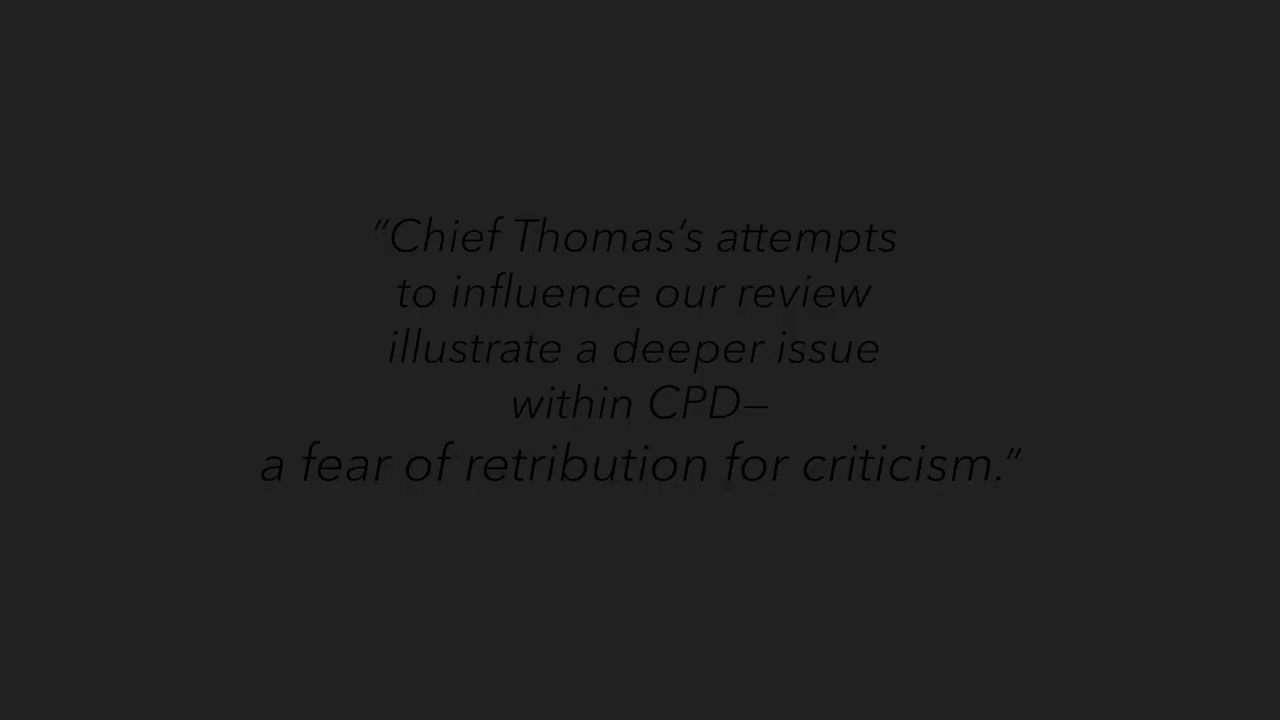 “Chief Thomas‘s attempts
to influence our review
illustrate a deeper issue
within CPD—
a fear of retribution for criticism.”